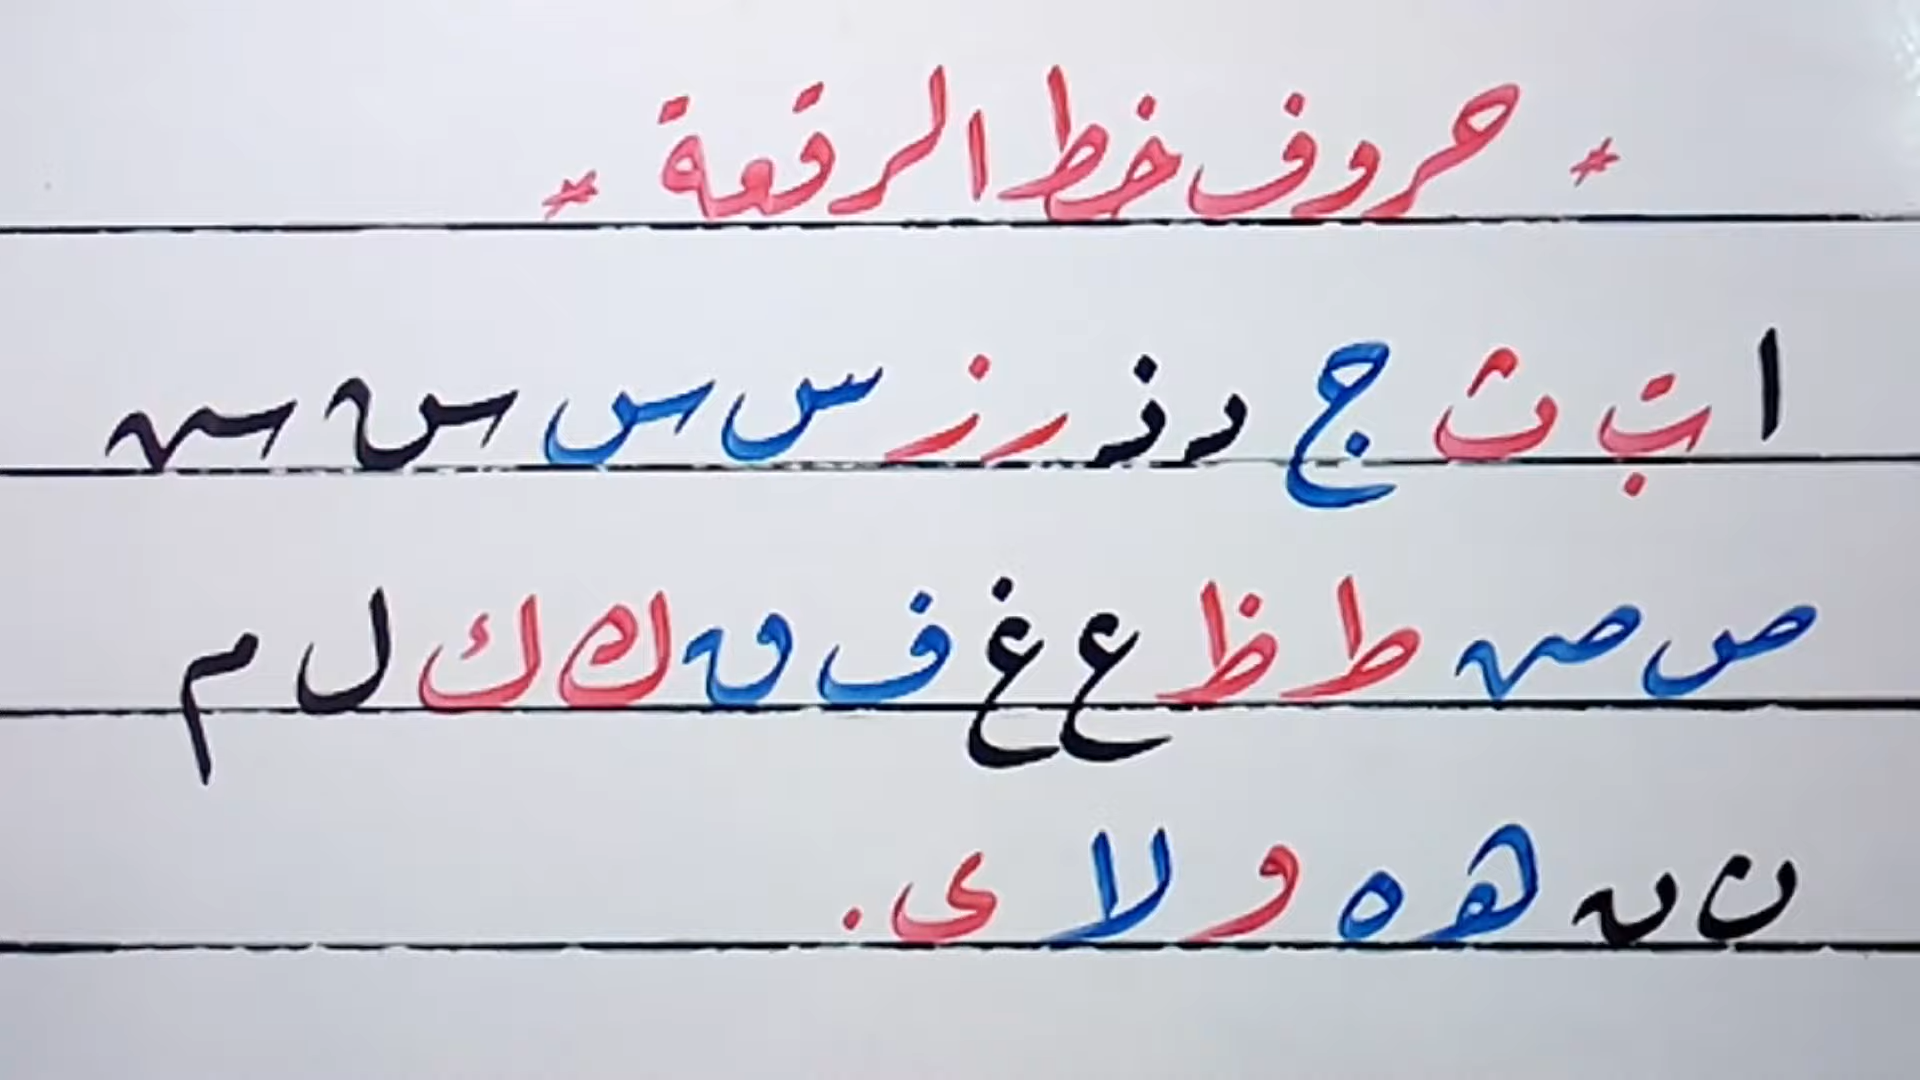 * حروف خط الرقعة *
ا ت ث ج د ذ ر ز س س س س
ص ص ط ظ ع غ ف ق ك ك ل م
ن ن ه ه و لا ى .